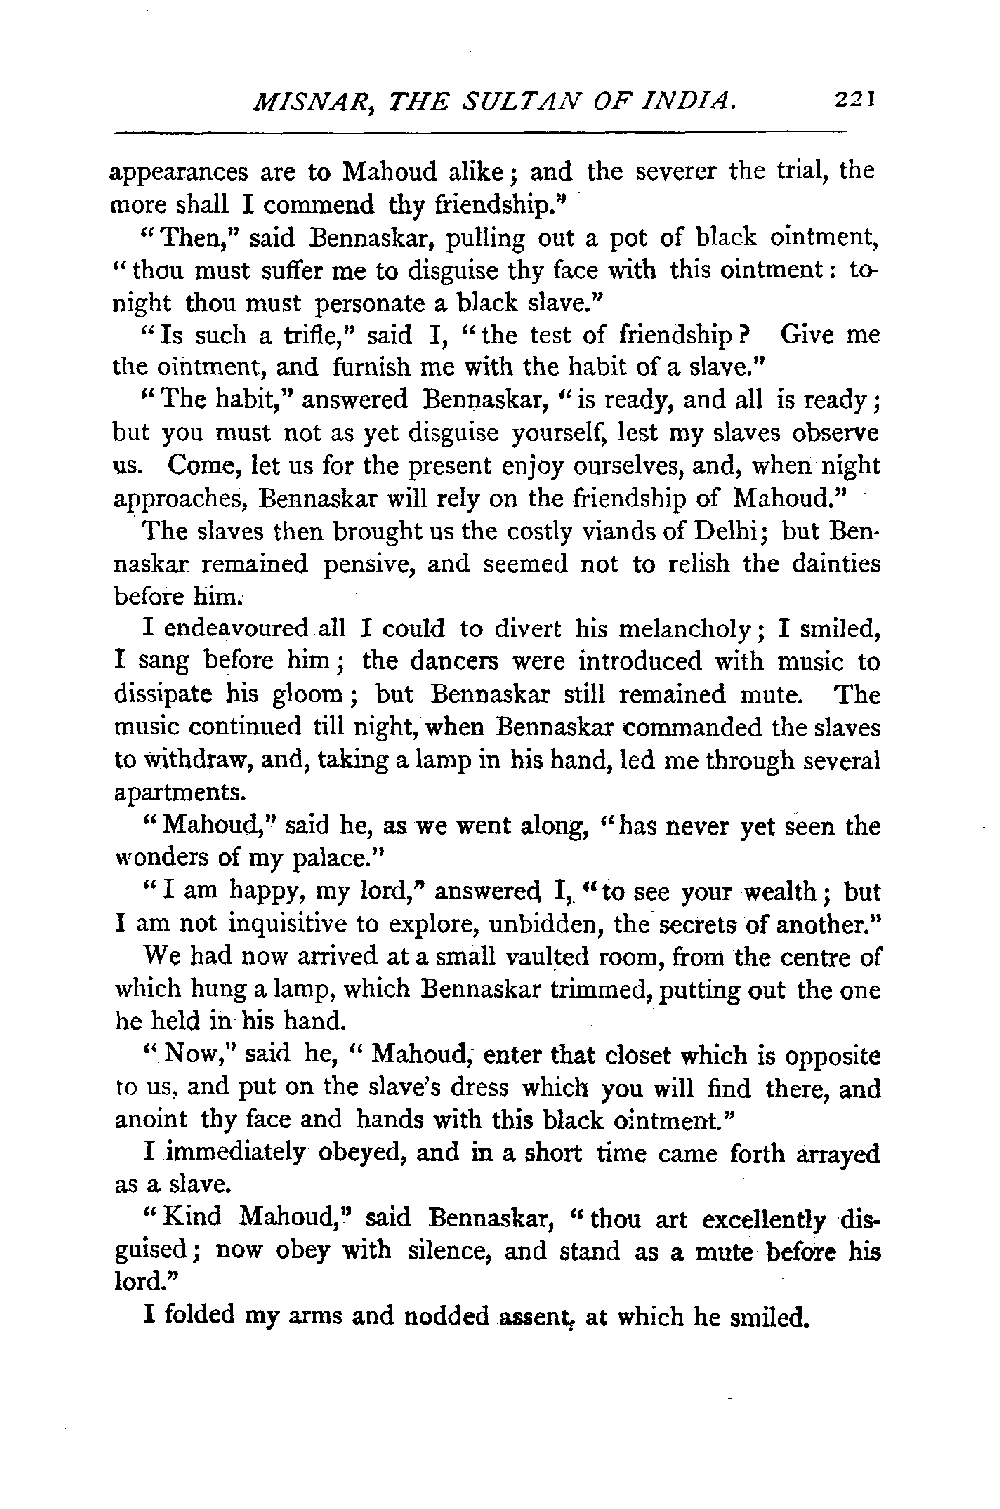 MISNAR, THE SULTAN OF INDIA. 221
appearances are to Mahoud alike; and the severer the trial, the
more shall I commend thy friendship."
"Then," said Bennaskar, pulling out a pot of black ointment,
"thou must suffer me to disguise thy face with this ointment: to-
night thou must personate a black slave."
"Is such a trifle," said I, "the test of friendship? Give me
the ointment, and furnish me with the habit of a slave."
"The habit," answered Bennaskar, "is ready, and all is ready;
but you must not as yet disguise yourself, lest my slaves observe
us. Come, let us for the present enjoy ourselves, and, when night
approaches, Bennaskar will rely on the friendship of Mahoud."
The slaves then brought us the costly viands of Delhi; but Ben-
naskar remained pensive, and seemed not to relish the dainties
before him.
I endeavoured all I could to divert his melancholy; I smiled,
I sang before him; the dancers were introduced with music to
dissipate his gloom; but Bennaskar still remained mute. The
music continued till night, when Bennaskar commanded the slaves
to withdraw, and, taking a lamp in his hand, led me through several
apartments.
"Mahoud," said he, as we went along, "has never yet seen the
wonders of my palace."
"I am happy, my lord," answered I, "to see your wealth; but
I am not inquisitive to explore, unbidden, the secrets of another."
We had now arrived at a small vaulted room, from the centre of
which hung a lamp, which Bennaskar trimmed, putting out the one
he held in his hand.
"Now," said he, "Mahoud, enter that closet which is opposite
to us, and put on the slave's dress which you will find there, and
anoint thy face and hands with this black ointment."
I immediately obeyed, and in a short time came forth arrayed
as a slave.
"Kind Mahoud," said Bennaskar, "thou art excellently dis-
guised; now obey with silence, and stand as a mute before his
lord."
I folded my arms and nodded assent, at which he smiled.